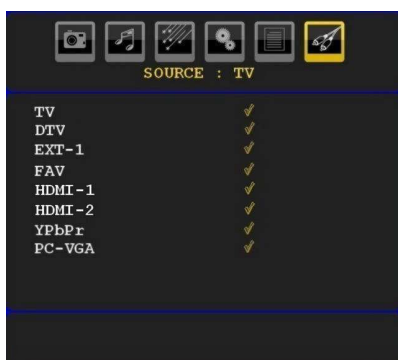 SOURCE : TV
TV
DTV
EXT-1
FAV
HDMI-1
HDMI-2
YPbPr
PC-VGA